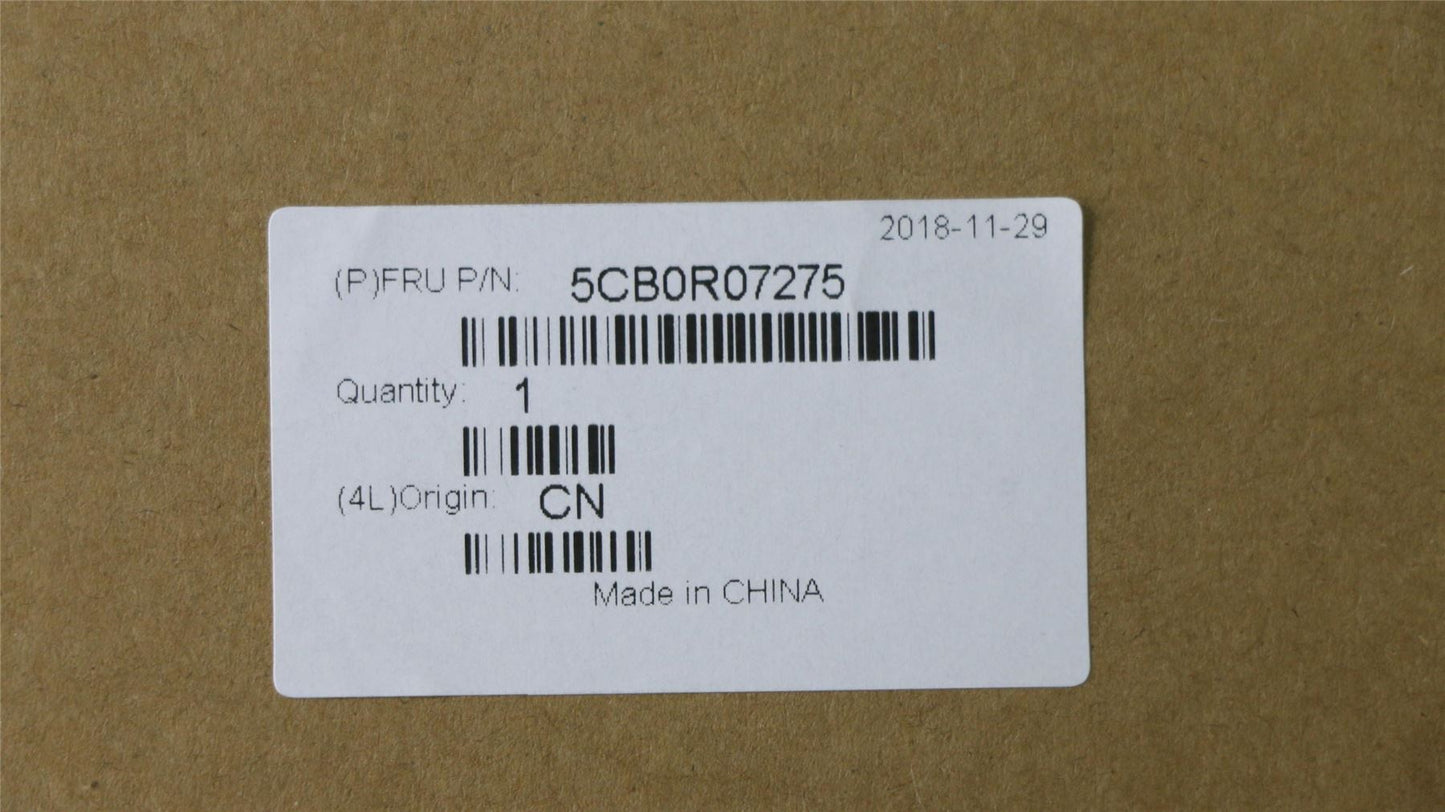 2018-11-29
(P)FRU P/N: 5CB0R07275
Quantity: 1
(4L)Origin: CN
Made in CHINA